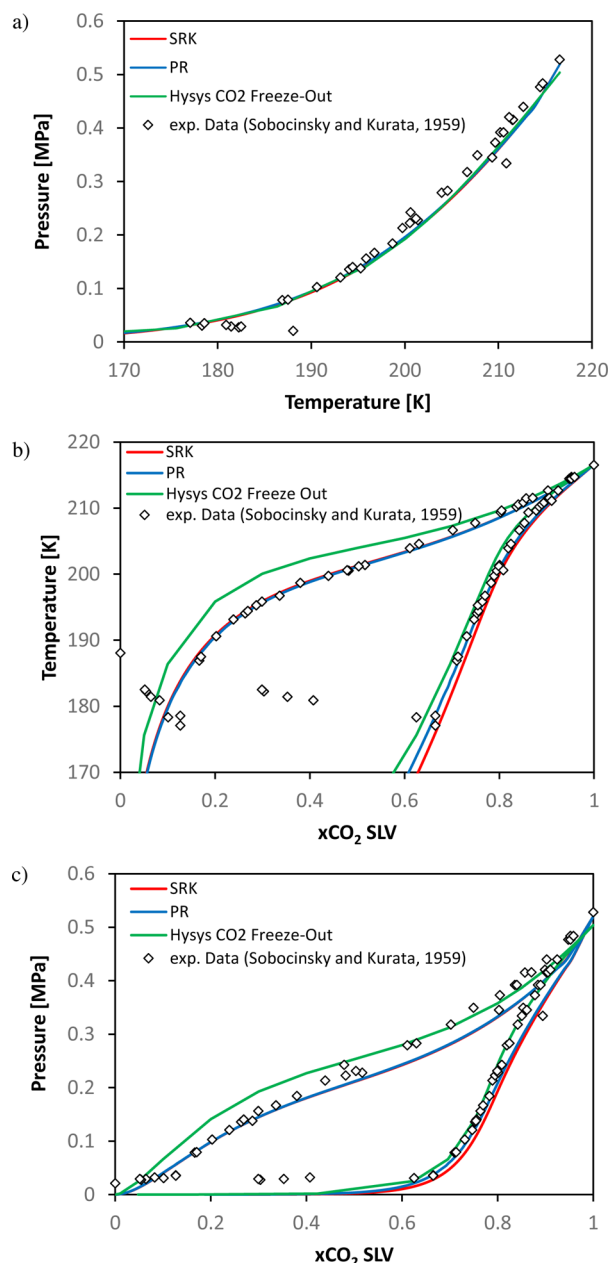 a)
0.6
0.5
0.4
0.3
0.2
0.1
0
Pressure [MPa]
SRK
PR
Hysys CO2 Freeze-Out
exp. Data (Sobocinsky and Kurata, 1959)
170 180 190 200 210 220
Temperature [K]
b)
220
210
200
190
180
170
Temperature [K]
SRK
PR
Hysys CO2 Freeze Out
exp. Data (Sobocinsky and Kurata, 1959)
0 0.2 0.4 0.6 0.8 1
xCO₂ SLV
c)
0.6
0.5
0.4
0.3
0.2
0.1
0
Pressure [MPa]
SRK
PR
Hysys CO2 Freeze-Out
exp. Data (Sobocinsky and Kurata, 1959)
0 0.2 0.4 0.6 0.8 1
xCO₂ SLV